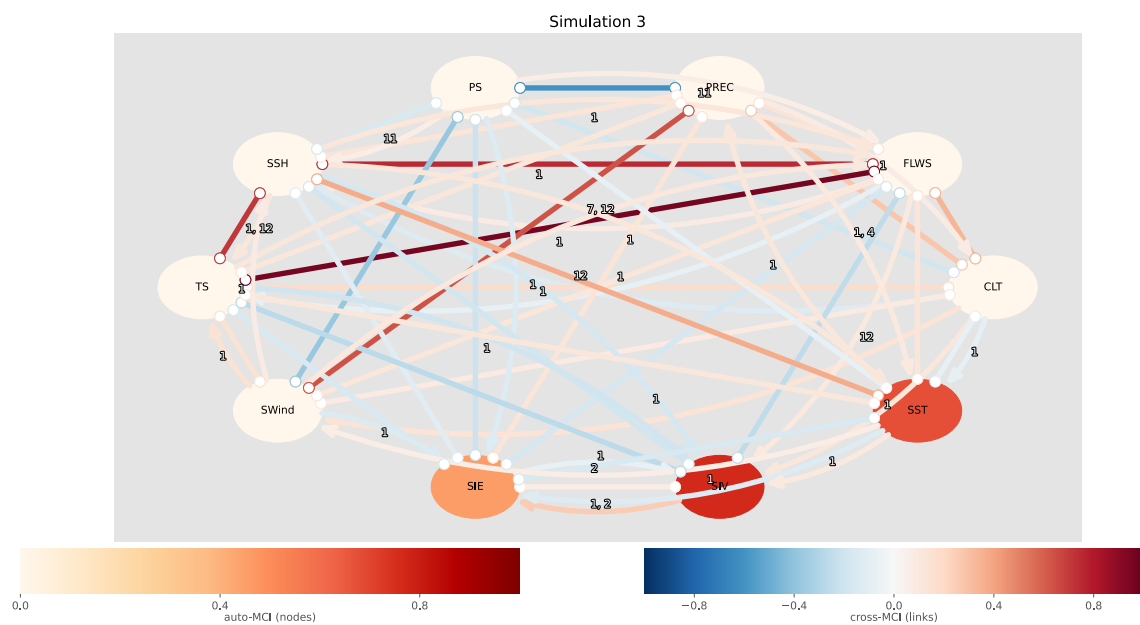 Simulation 3
PS
PREC
11
1
11
SSH
FLWS
1
1
7, 12
1, 12
1, 4
1
1
1
TS
CLT
12
1
1
1
1
12
1
1
1
1
SWind
SST
1
1
1
1
2
1
SIE
SIV
1
1, 2
0.0
0.4
0.8
auto-MCI (nodes)
−0.8
−0.4
0.0
0.4
0.8
cross-MCI (links)